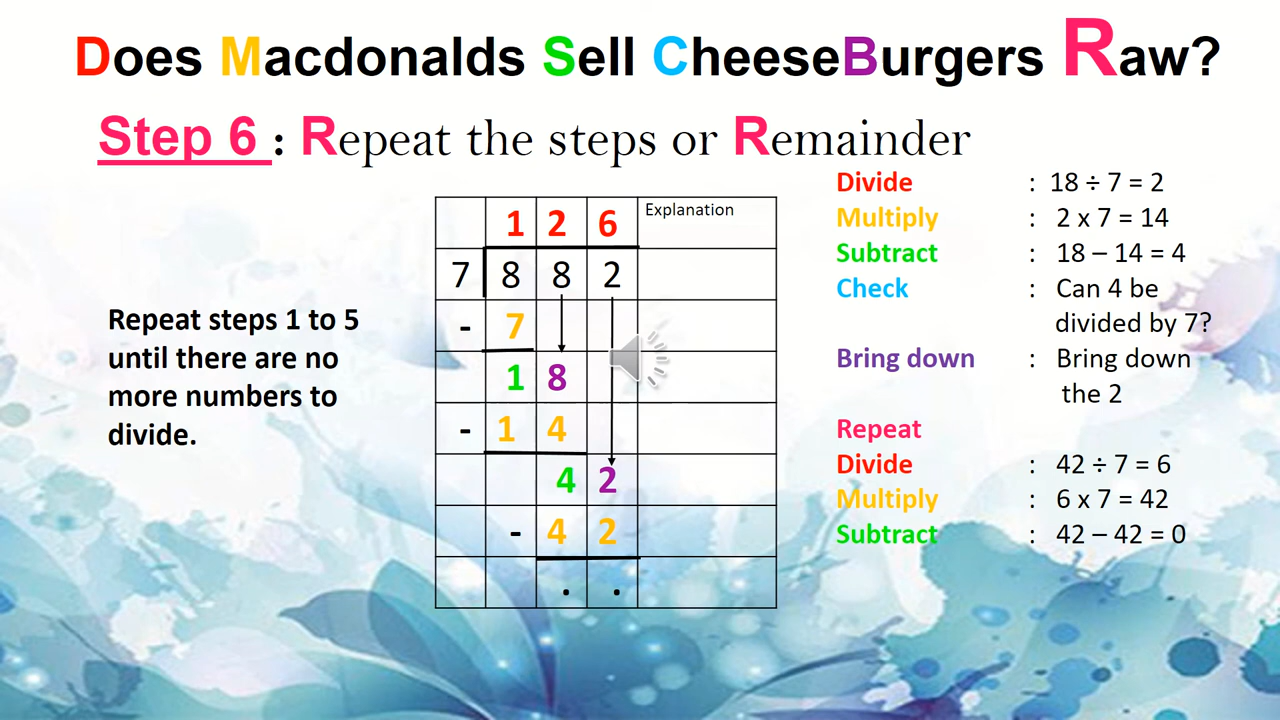 Does Macdonalds Sell CheeseBurgers Raw?
Step 6 : Repeat the steps or Remainder
Repeat steps 1 to 5
until there are no
more numbers to
divide.
1 2 6 Explanation
7 8 8 2
- 7
1 8
- 1 4
4 2
- 4 2
. .
Divide : 18 ÷ 7 = 2
Multiply : 2 x 7 = 14
Subtract : 18 – 14 = 4
Check : Can 4 be
divided by 7?
Bring down : Bring down
the 2
Repeat
Divide : 42 ÷ 7 = 6
Multiply : 6 x 7 = 42
Subtract : 42 – 42 = 0